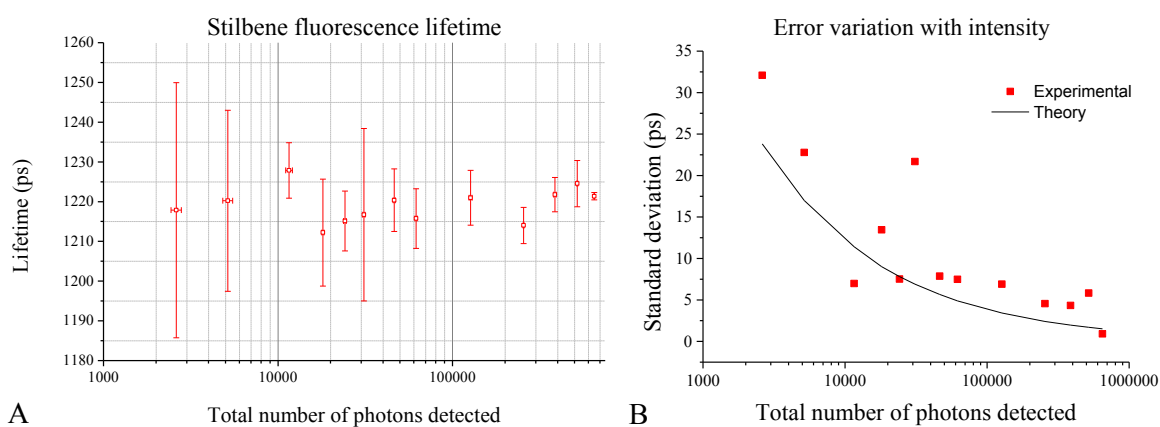 Stilbene fluorescence lifetime
1260
1250
1240
1230
1220
1210
1200
1190
1180
Lifetime (ps)
1000
10000
100000
Total number of photons detected
A
Error variation with intensity
35
30
25
20
15
10
5
0
Standard deviation (ps)
Experimental
Theory
1000
10000
100000
1000000
Total number of photons detected
B